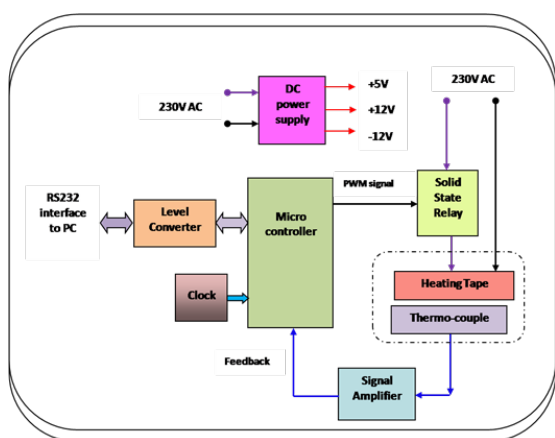 230V AC
DC
power
supply
+5V
+12V
-12V
230V AC
RS232
interface
to PC
Level
Converter
Micro
controller
PWM signal
Solid
State
Relay
Clock
Heating Tape
Thermo-couple
Feedback
Signal
Amplifier